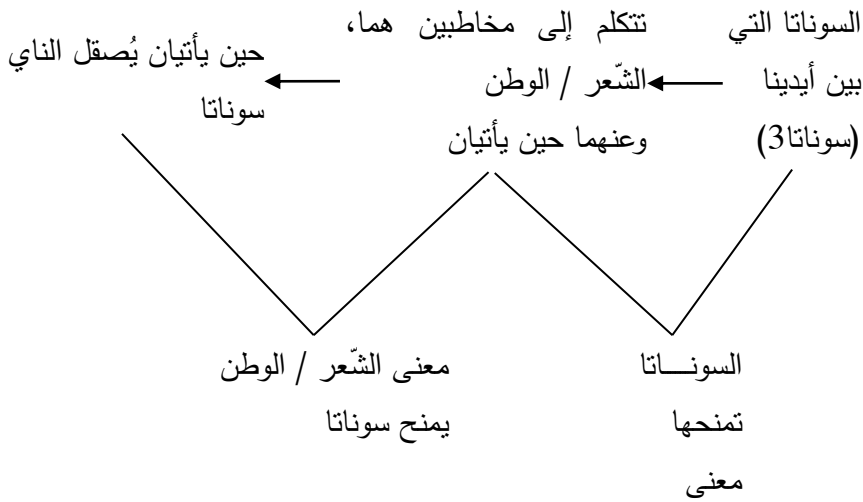 السوناتا التي
بين أيدينا
(سوناتا3)
تتكلم إلى مخاطبين هما،
الشّعر / الوطن
وعنهما حين يأتيان
حين يأتيان يُصقل الناي
سوناتا
السونـــاتا
تمنحها
معنى
معنى الشّعر / الوطن
يمنح سوناتا